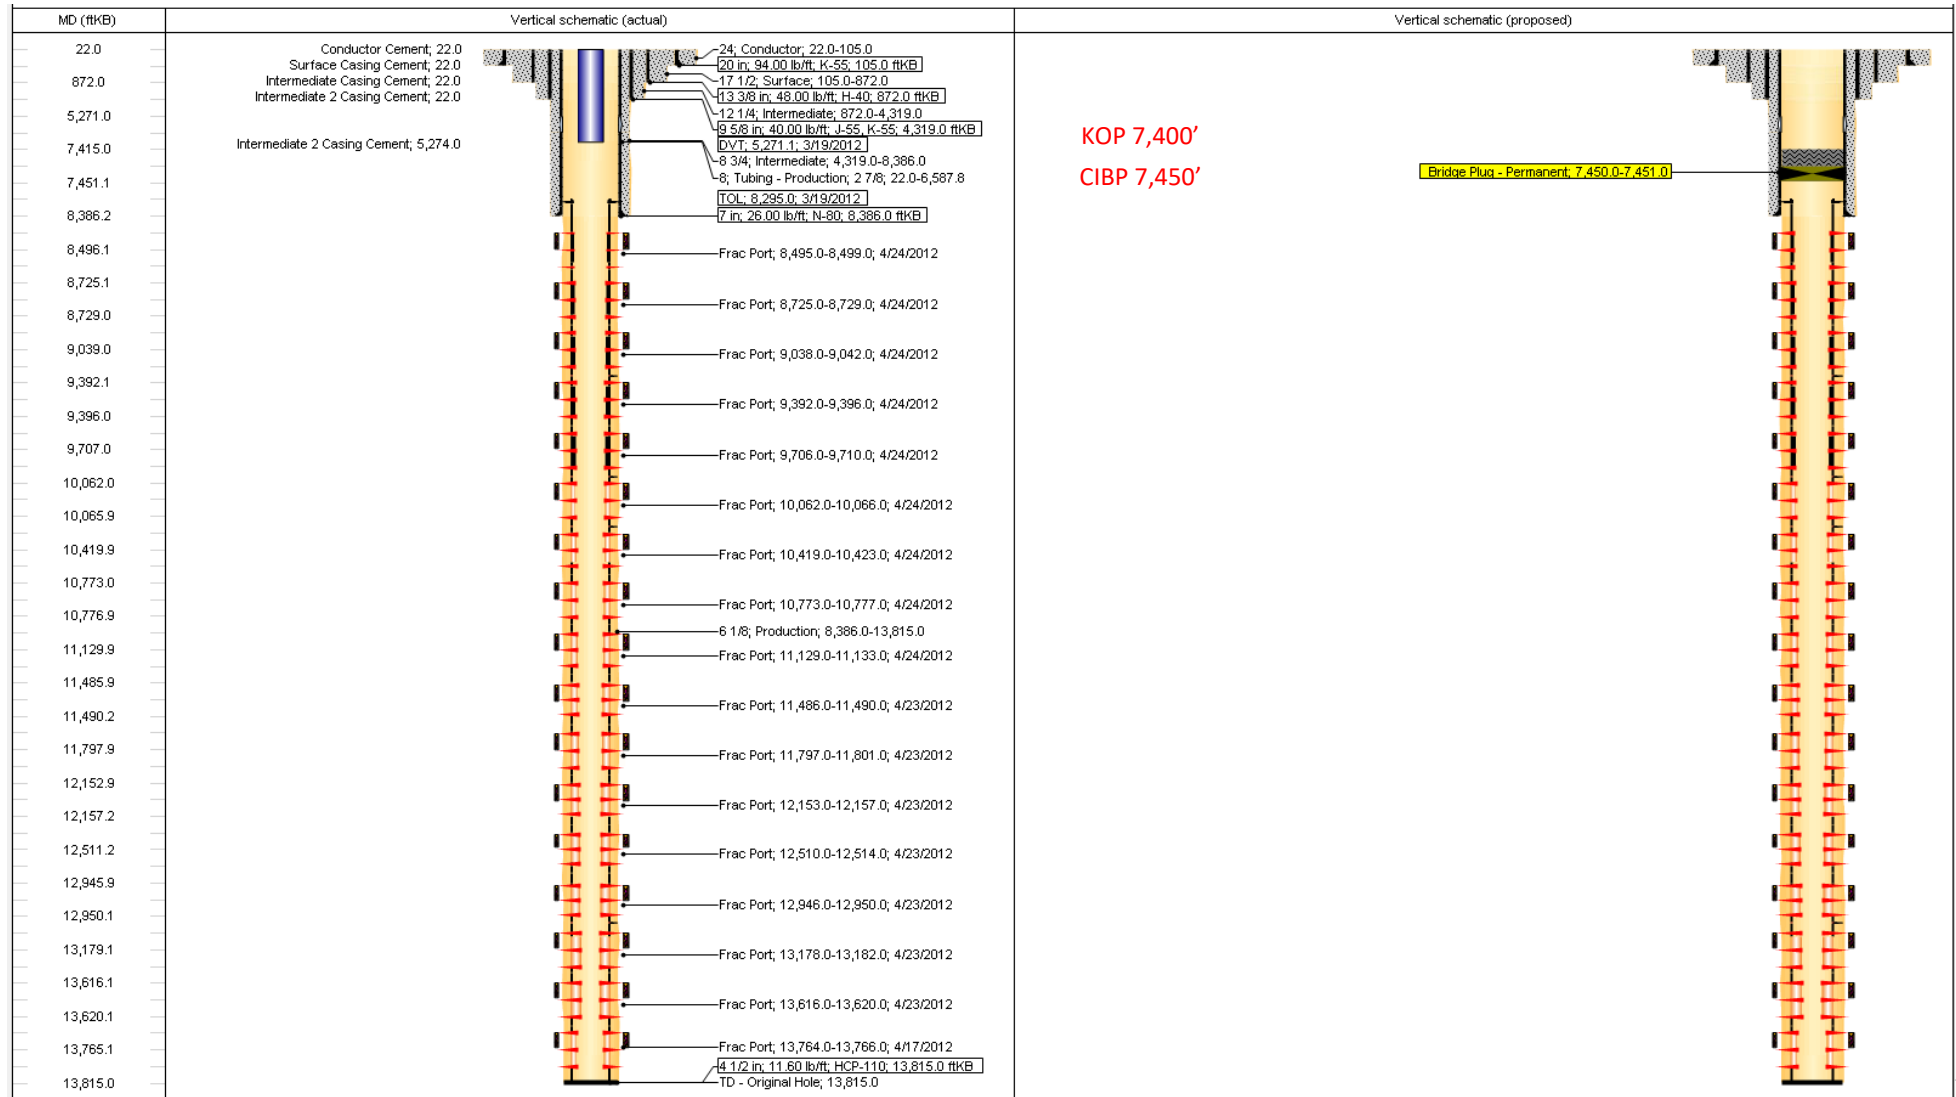 MD (ftKB)
Vertical schematic (actual)
Vertical schematic (proposed)
22.0
872.0
5,271.0
7,415.0
7,451.1
8,386.2
8,496.1
8,725.1
8,729.0
9,039.0
9,392.1
9,396.0
9,707.0
10,062.0
10,065.9
10,419.9
10,773.0
10,776.9
11,129.9
11,485.9
11,490.2
11,797.9
12,152.9
12,157.2
12,511.2
12,945.9
12,950.1
13,179.1
13,616.1
13,620.1
13,765.1
13,815.0
Conductor Cement; 22.0
Surface Casing Cement; 22.0
Intermediate Casing Cement; 22.0
Intermediate 2 Casing Cement; 22.0
Intermediate 2 Casing Cement; 5,274.0
24; Conductor; 22.0-105.0
20 in; 94.00 lb/ft; K-55; 105.0 ftKB
17 1/2; Surface; 105.0-872.0
13 3/8 in; 48.00 lb/ft; H-40; 872.0 ftKB
12 1/4; Intermediate; 872.0-4,319.0
9 5/8 in; 40.00 lb/ft; J-55, K-55; 4,319.0 ftKB
DVT; 5,271.1; 3/19/2012
8 3/4; Intermediate; 4,319.0-8,386.0
8; Tubing - Production; 2 7/8; 22.0-6,587.8
TOL; 8,295.0; 3/19/2012
7 in; 26.00 lb/ft; N-80; 8,386.0 ftKB
Frac Port; 8,495.0-8,499.0; 4/24/2012
Frac Port; 8,725.0-8,729.0; 4/24/2012
Frac Port; 9,038.0-9,042.0; 4/24/2012
Frac Port; 9,392.0-9,396.0; 4/24/2012
Frac Port; 9,706.0-9,710.0; 4/24/2012
Frac Port; 10,062.0-10,066.0; 4/24/2012
Frac Port; 10,419.0-10,423.0; 4/24/2012
Frac Port; 10,773.0-10,777.0; 4/24/2012
6 1/8; Production; 8,386.0-13,815.0
Frac Port; 11,129.0-11,133.0; 4/24/2012
Frac Port; 11,486.0-11,490.0; 4/23/2012
Frac Port; 11,797.0-11,801.0; 4/23/2012
Frac Port; 12,153.0-12,157.0; 4/23/2012
Frac Port; 12,510.0-12,514.0; 4/23/2012
Frac Port; 12,946.0-12,950.0; 4/23/2012
Frac Port; 13,178.0-13,182.0; 4/23/2012
Frac Port; 13,616.0-13,620.0; 4/23/2012
Frac Port; 13,764.0-13,766.0; 4/17/2012
4 1/2 in; 11.60 lb/ft; HCP-110; 13,815.0 ftKB
TD - Original Hole; 13,815.0
KOP 7,400’
CIBP 7,450’
Bridge Plug - Permanent; 7,450.0-7,451.0